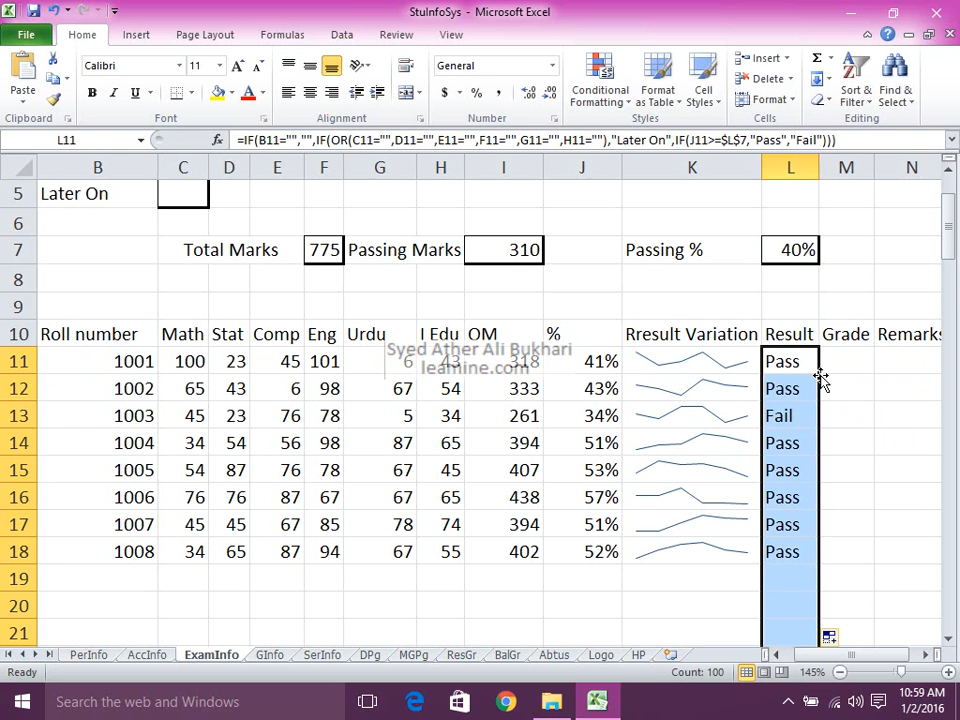 StuInfoSys - Microsoft Excel
File Home Insert Page Layout Formulas Data Review View
Calibri 11 General Insert Delete Format
Paste Conditional Formatting Format as Table Cell Styles Sort & Filter Find & Select
Clipboard Font Alignment Number Styles Cells Editing
L11 fx =IF(B11="","",IF(OR(C11="",D11="",E11="",F11="",G11="",H11=""),"Later On",IF(J11>=$L$7,"Pass","Fail")))
B C D E F G H I J K L M N
5 Later On
6
7 Total Marks 775 Passing Marks 310 Passing % 40%
8
9
10 Roll number Math Stat Comp Eng Urdu I Edu OM % Rresult Variation Result Grade Remarks
Syed Ather Ali Bukhari
learnine.com
11 1001 100 23 45 101 6 43 318 41% Pass
12 1002 65 43 6 98 67 54 333 43% Pass
13 1003 45 23 76 78 5 34 261 34% Fail
14 1004 34 54 56 98 87 65 394 51% Pass
15 1005 54 87 76 78 67 45 407 53% Pass
16 1006 76 76 87 67 67 65 438 57% Pass
17 1007 45 45 67 85 78 74 394 51% Pass
18 1008 34 65 87 94 67 55 402 52% Pass
19
20
21
PerInfo AccInfo ExamInfo GInfo SerInfo DPg MGPg ResGr BalGr Abtus Logo HP
Ready Count: 100 145%
Search the web and Windows 10:59 AM
1/2/2016